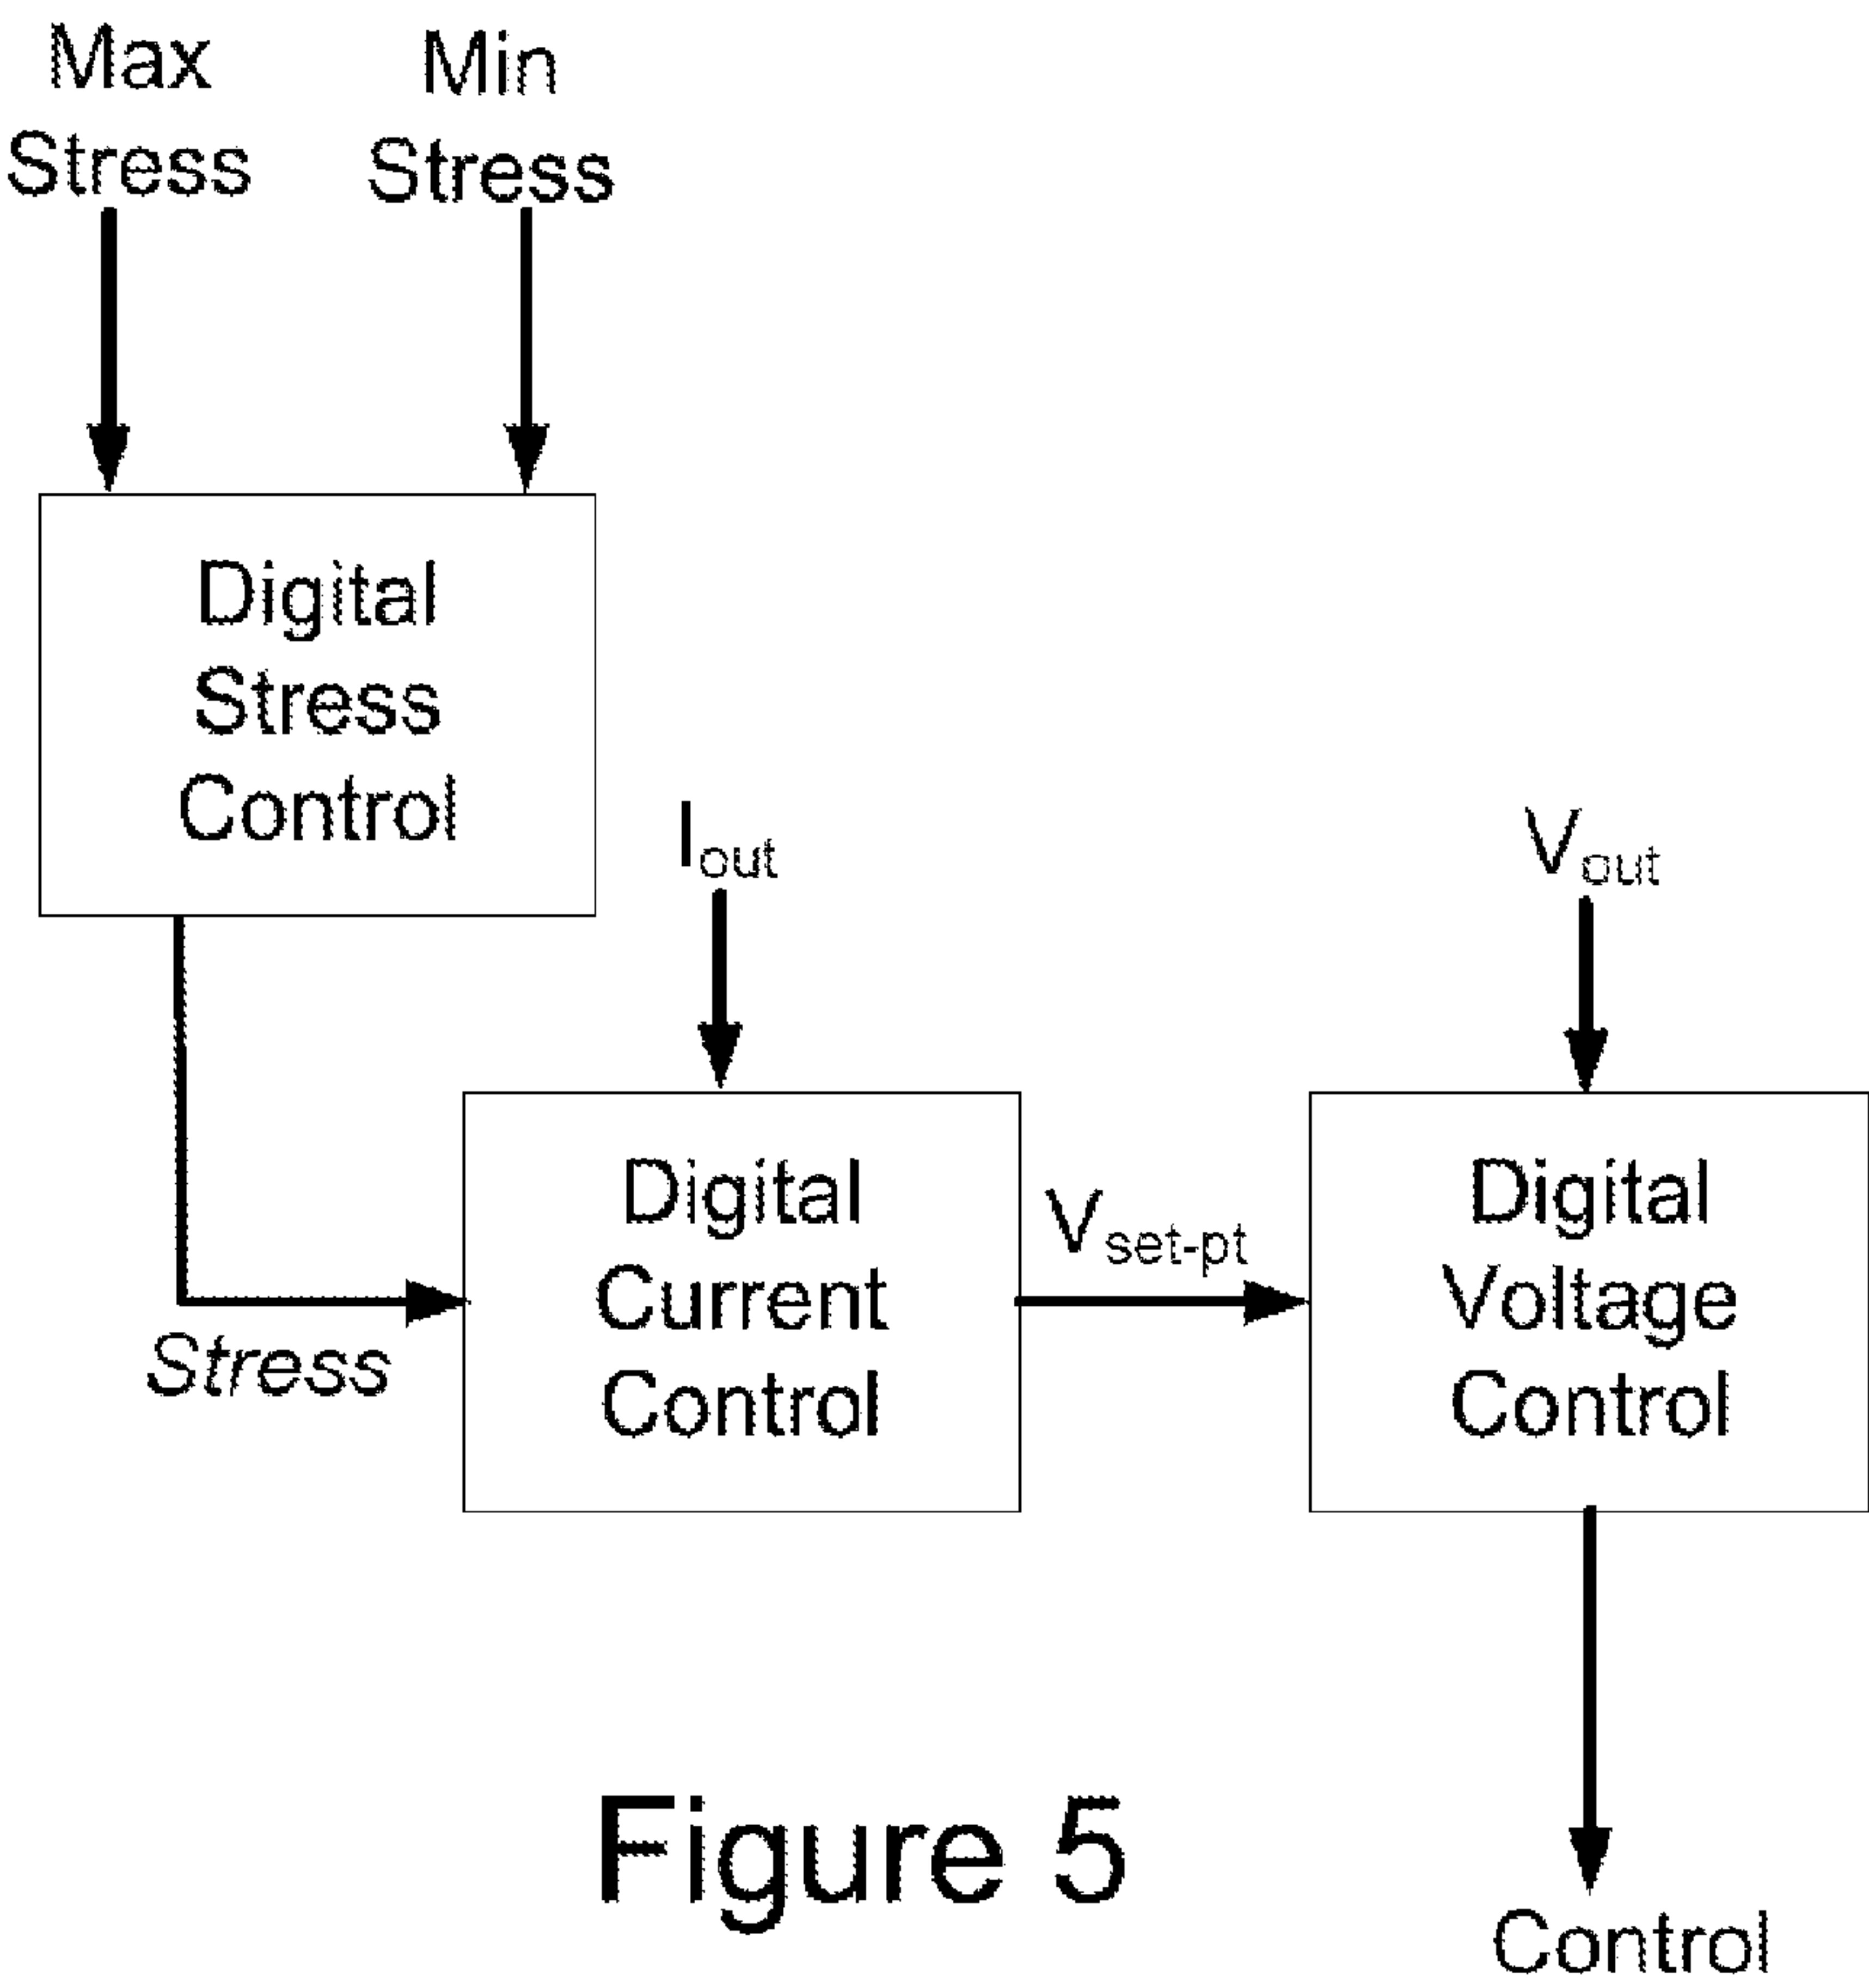 Max
Stress
Min
Stress
Digital
Stress
Control
Iout
Vout
Stress
Digital
Current
Control
Vset-pt
Digital
Voltage
Control
Figure 5
Control